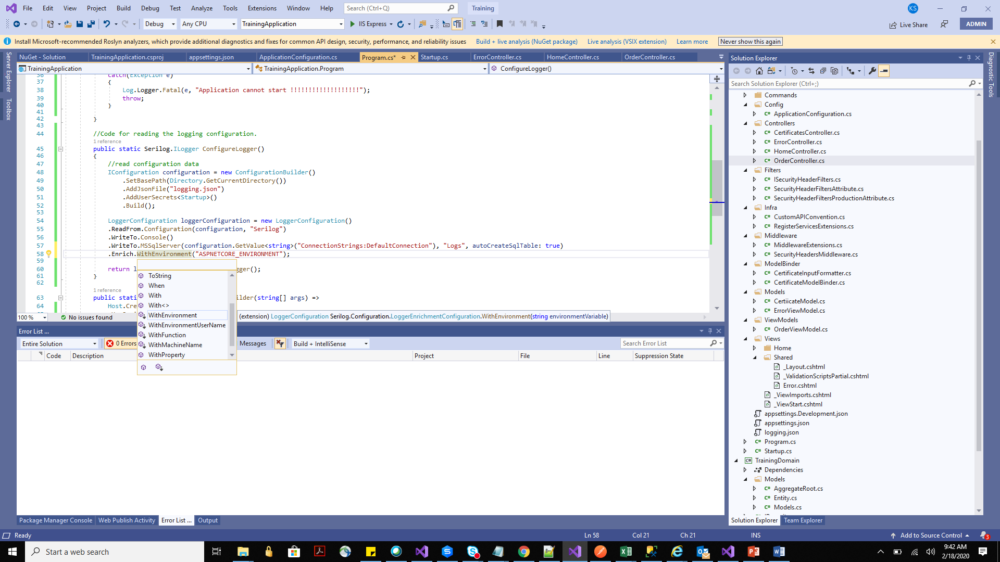 File Edit View Project Build Debug Test Analyze Tools Extensions Window Help Search (Ctrl+Q) Training KS
Debug Any CPU TrainingApplication IIS Express Live Share ADMIN
Install Microsoft-recommended Roslyn analyzers, which provide additional diagnostics and fixes for common API design, security, performance, and reliability issues Build + live analysis (NuGet package) Live analysis (VSIX extension) Learn more Never show this again
Server Explorer
Toolbox
NuGet - Solution TrainingApplication.csproj appsettings.json ApplicationConfiguration.cs Program.cs* Startup.cs ErrorController.cs HomeController.cs OrderController.cs
TrainingApplication TrainingApplication.Program ConfigureLogger()
36 catch(Exception e)
37 {
38 Log.Logger.Fatal(e, "Application cannot start !!!!!!!!!!!!!!!!!!!");
39 throw;
40 }
41
42 }
43
44 //Code for reading the logging configuration.
1 reference
45 public static Serilog.ILogger ConfigureLogger()
46 {
47 //read configuration data
48 IConfiguration configuration = new ConfigurationBuilder()
49 .SetBasePath(Directory.GetCurrentDirectory())
50 .AddJsonFile("logging.json")
51 .AddUserSecrets<Startup>()
52 .Build();
53
54 LoggerConfiguration loggerConfiguration = new LoggerConfiguration()
55 .ReadFrom.Configuration(configuration, "Serilog")
56 .WriteTo.Console()
57 .WriteTo.MSSqlServer(configuration.GetValue<string>("ConnectionStrings:DefaultConnection"), "Logs", autoCreateSqlTable: true)
58 .Enrich.WithEnvironment("ASPNETCORE_ENVIRONMENT");
59
60 return l gger();
61 }
62
1 reference
63 public stati ilder(string[] args) =>
64 Host.Cre
ToString
When
With
With<>
WithEnvironment
WithEnvironmentUserName
WithFunction
WithMachineName
WithProperty
(extension) LoggerConfiguration Serilog.Configuration.LoggerEnrichmentConfiguration.WithEnvironment(string environmentVariable)
100 % No issues found
Error List ...
Entire Solution 0 Errors Messages Build + IntelliSense Search Error List
Code Description Project File Line Suppression State
Package Manager Console Web Publish Activity Error List ... Output
Solution Explorer
Search Solution Explorer (Ctrl+;)
Commands
Config
C# ApplicationConfiguration.cs
Controllers
C# CertificatesController.cs
C# ErrorController.cs
C# HomeController.cs
C# OrderController.cs
Filters
C# ISecurityHeaderFilters.cs
C# SecurityHeaderFiltersAttribute.cs
C# SecurityHeaderFiltersProductionAttribute.cs
Infra
C# CustomAPIConvention.cs
C# RegisterServicesExtensions.cs
Middleware
C# MiddlewareExtensions.cs
C# SecurityHeadersMiddleware.cs
ModelBinder
C# CertificateInputFormatter.cs
C# CertificateModelBinder.cs
Models
C# CertiicateModel.cs
C# ErrorViewModel.cs
ViewModels
C# OrderViewModel.cs
Views
Home
Shared
_Layout.cshtml
_ValidationScriptsPartial.cshtml
Error.cshtml
_ViewImports.cshtml
_ViewStart.cshtml
appsettings.Development.json
appsettings.json
logging.json
C# Program.cs
C# Startup.cs
C# TrainingDomain
Dependencies
Models
C# AggregateRoot.cs
C# Entity.cs
C# Models.cs
Solution Explorer Team Explorer
Diagnostic Tools
Ready Ln 58 Col 21 Ch 21 INS Add to Source Control 3
Start a web search
9:42 AM
2/18/2020